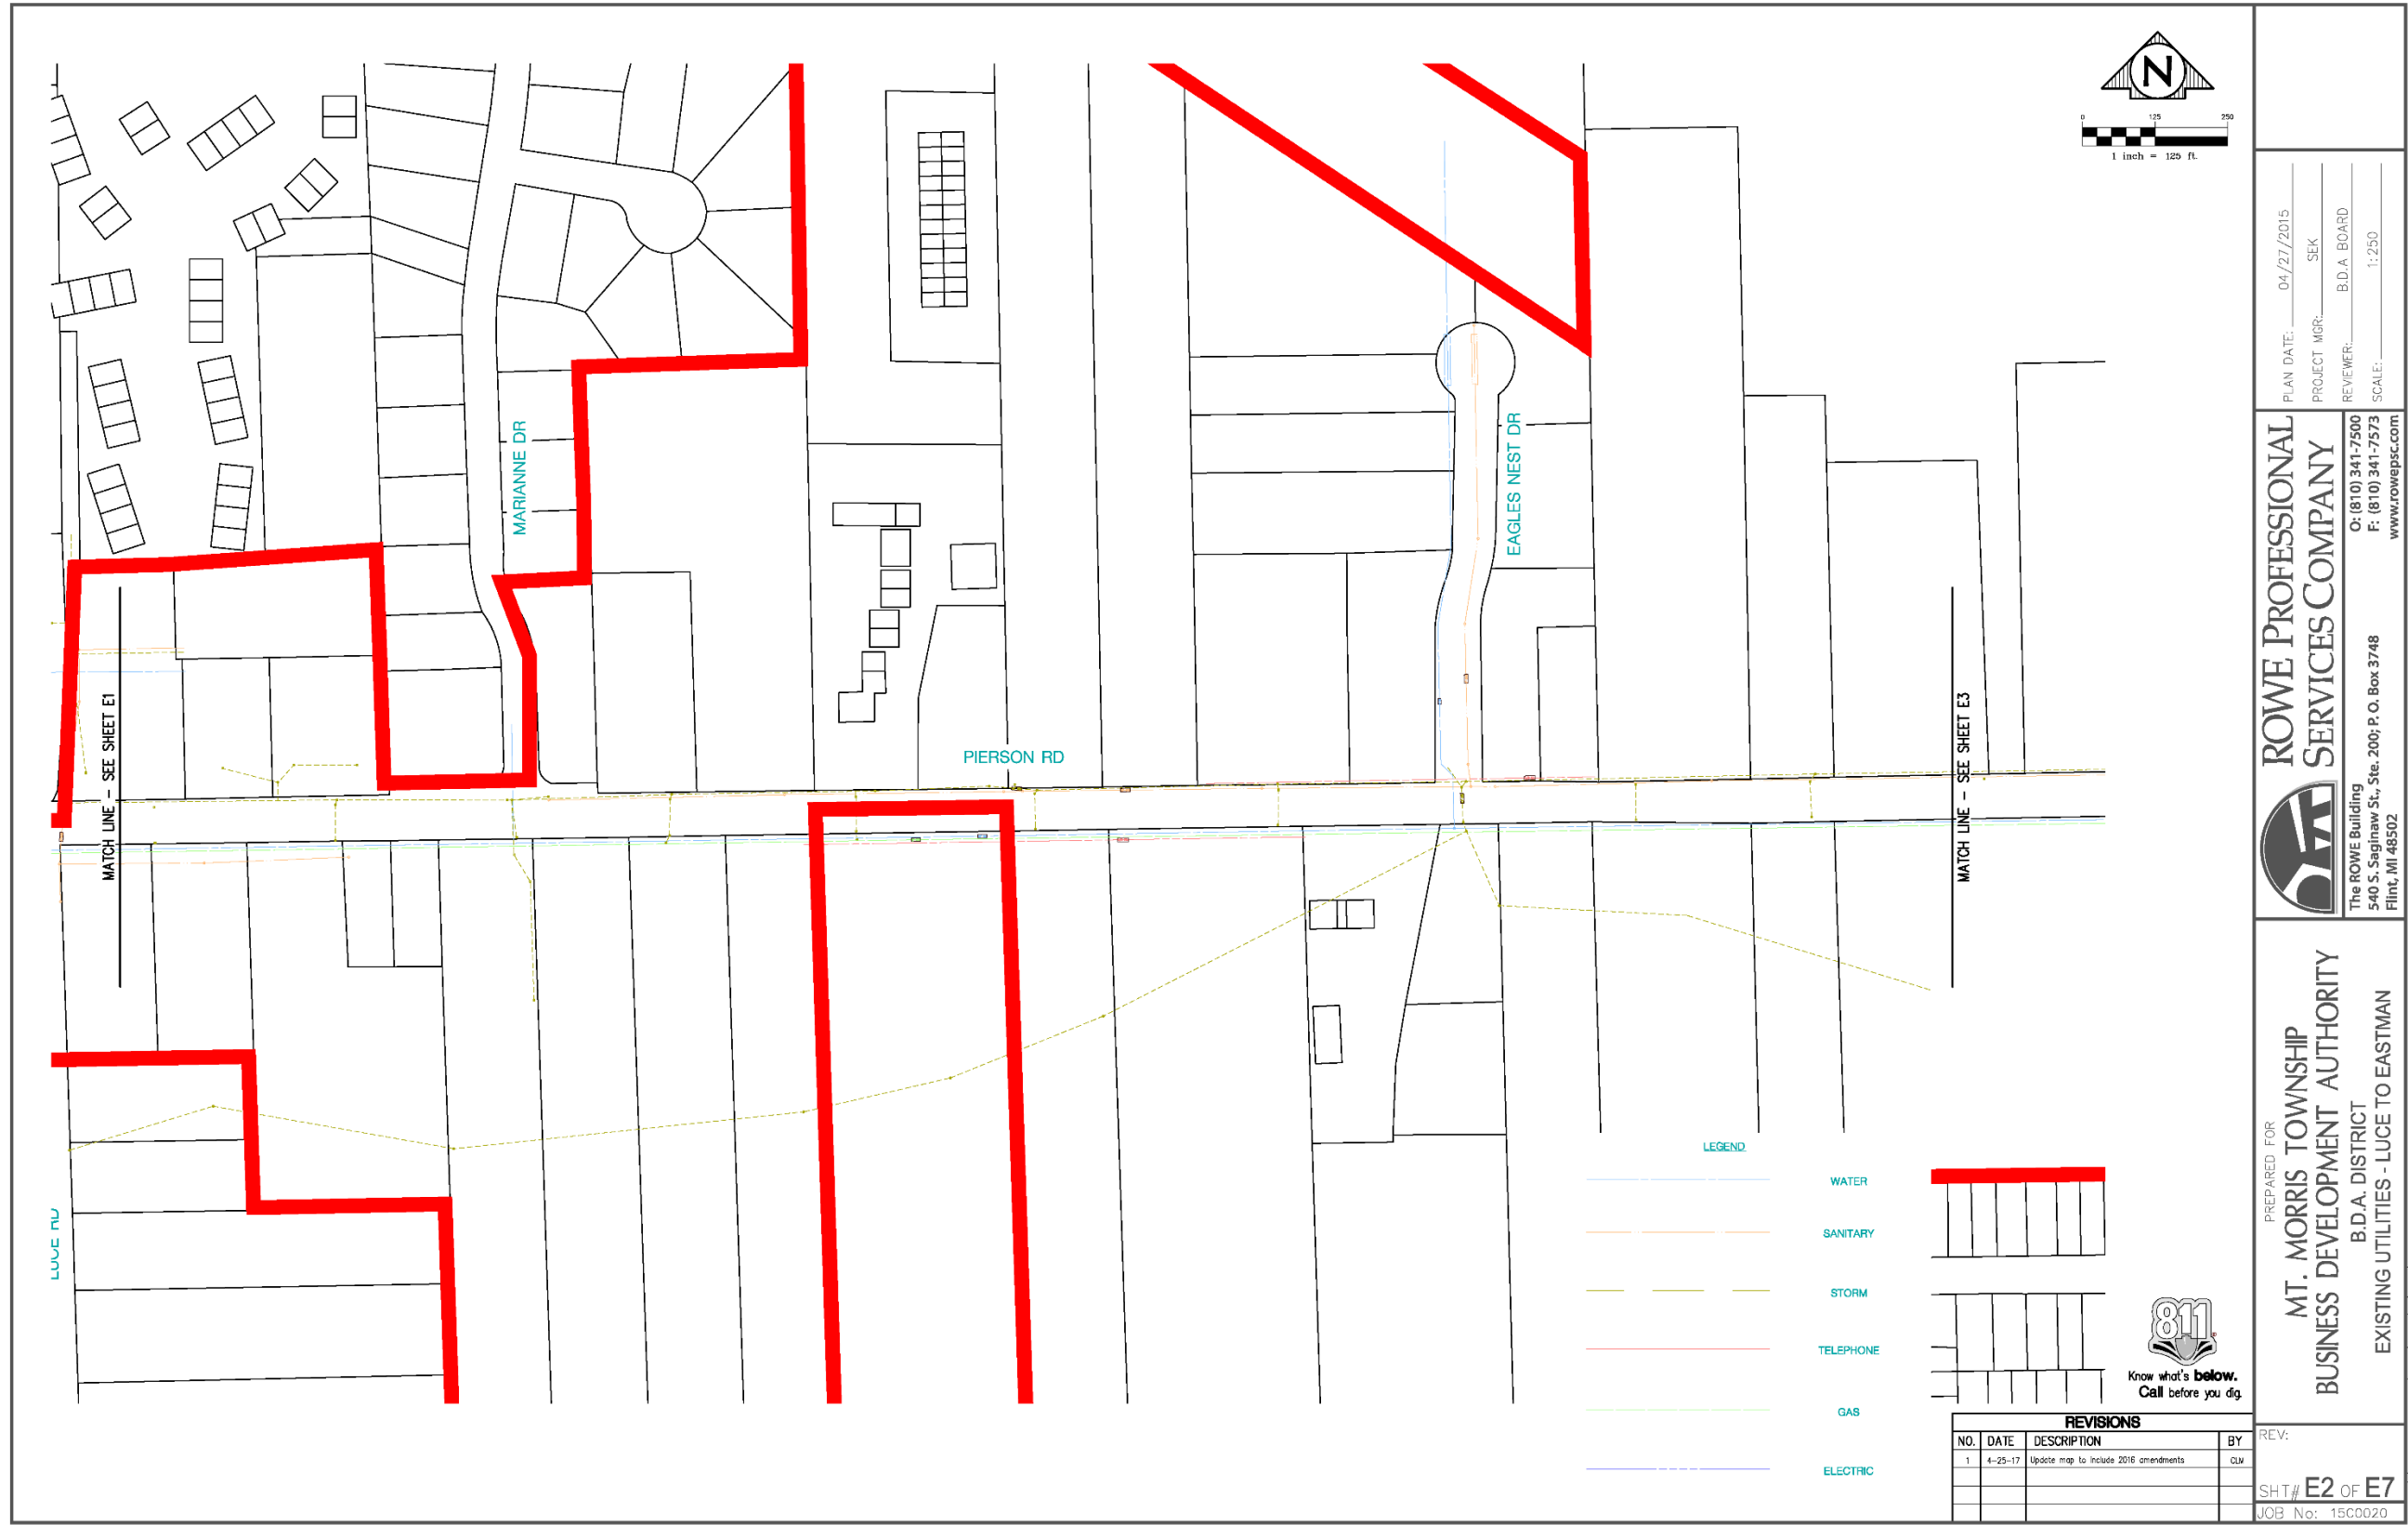 N
0 125 250
1 inch = 125 ft.
MARIANNE DR
EAGLES NEST DR
PIERSON RD
MATCH LINE - SEE SHEET E1
MATCH LINE - SEE SHEET E3
LUCE RD
LEGEND
WATER
SANITARY
STORM
TELEPHONE
GAS
ELECTRIC
811
Know what's below.
Call before you dig.
REVISIONS
NO. DATE DESCRIPTION BY
1 4-25-17 Update map to include 2016 amendments CLM
PLAN DATE: 04/27/2015
PROJECT MGR: SEK
REVIEWER: B.D.A BOARD
SCALE: 1:250
ROWE PROFESSIONAL
SERVICES COMPANY
The ROWE Building
540 S. Saginaw St., Ste. 200; P. O. Box 3748
Flint, MI 48502
O: (810) 341-7500
F: (810) 341-7573
www.rowepsc.com
PREPARED FOR
MT. MORRIS TOWNSHIP
BUSINESS DEVELOPMENT AUTHORITY
B.D.A. DISTRICT
EXISTING UTILITIES - LUCE TO EASTMAN
REV:
SHT# E2 OF E7
JOB No: 15C0020